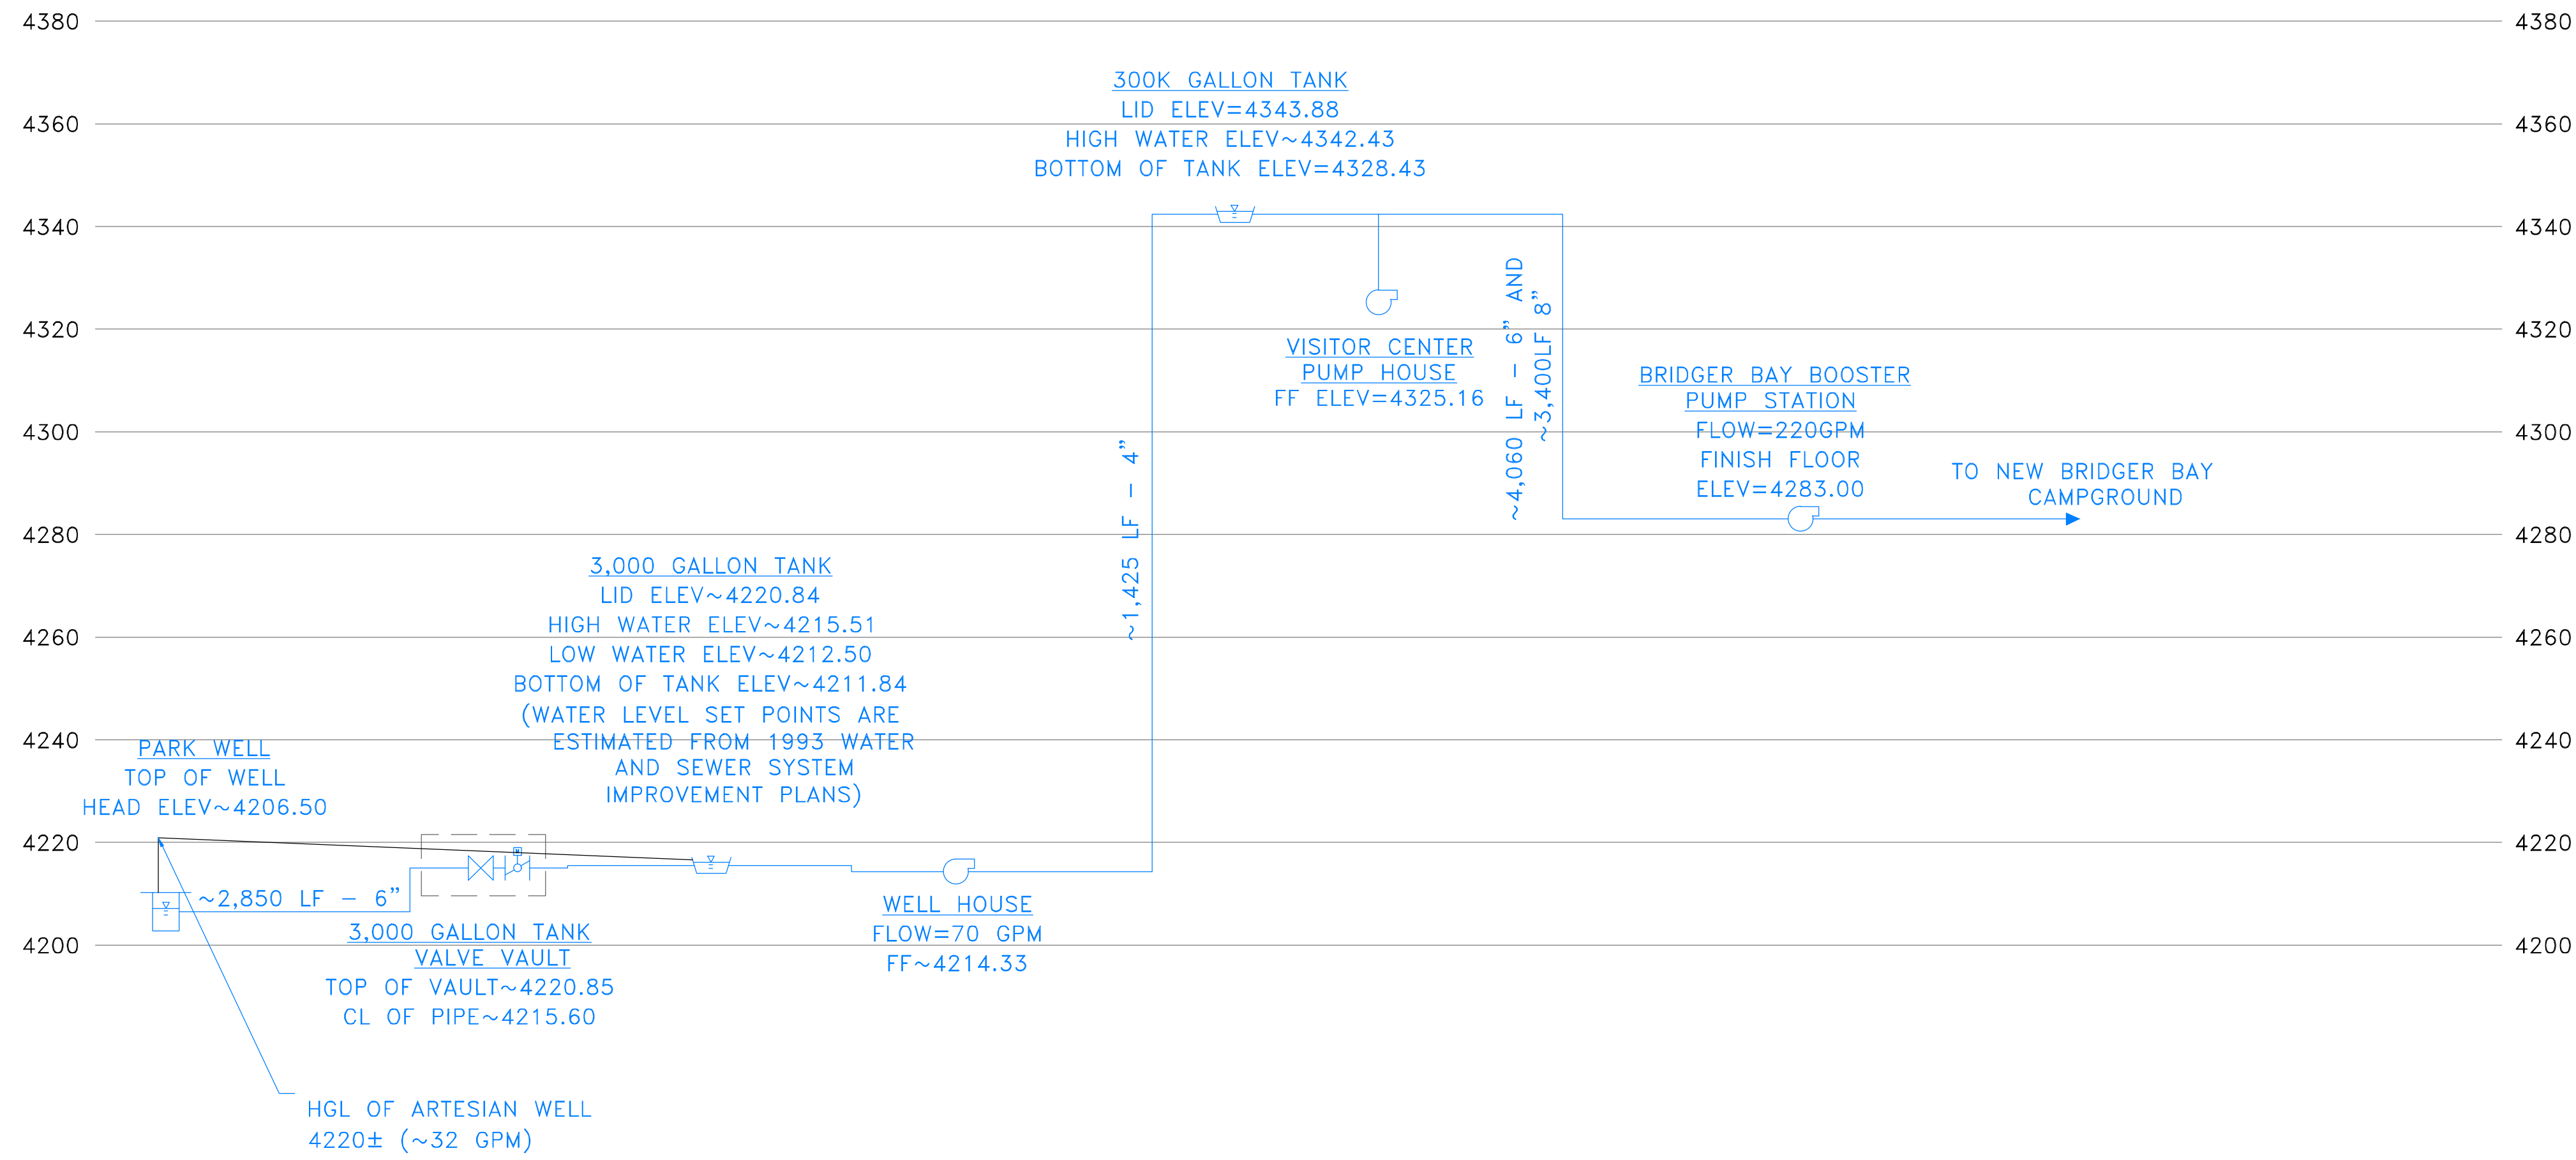 4380
4380
300K GALLON TANK
LID ELEV=4343.88
HIGH WATER ELEV~4342.43
BOTTOM OF TANK ELEV=4328.43
4360
4360
4340
4340
4320
4320
VISITOR CENTER
PUMP HOUSE
FF ELEV=4325.16
~4,060 LF - 6" AND
~3,400LF 8"
BRIDGER BAY BOOSTER
PUMP STATION
FLOW=220GPM
FINISH FLOOR
ELEV=4283.00
TO NEW BRIDGER BAY
CAMPGROUND
4300
4300
~1,425 LF - 4"
4280
4280
3,000 GALLON TANK
LID ELEV~4220.84
HIGH WATER ELEV~4215.51
LOW WATER ELEV~4212.50
BOTTOM OF TANK ELEV~4211.84
(WATER LEVEL SET POINTS ARE
ESTIMATED FROM 1993 WATER
AND SEWER SYSTEM
IMPROVEMENT PLANS)
4260
4260
4240
4240
PARK WELL
TOP OF WELL
HEAD ELEV~4206.50
4220
4220
M
~2,850 LF - 6"
3,000 GALLON TANK
VALVE VAULT
TOP OF VAULT~4220.85
CL OF PIPE~4215.60
WELL HOUSE
FLOW=70 GPM
FF~4214.33
4200
4200
HGL OF ARTESIAN WELL
4220± (~32 GPM)